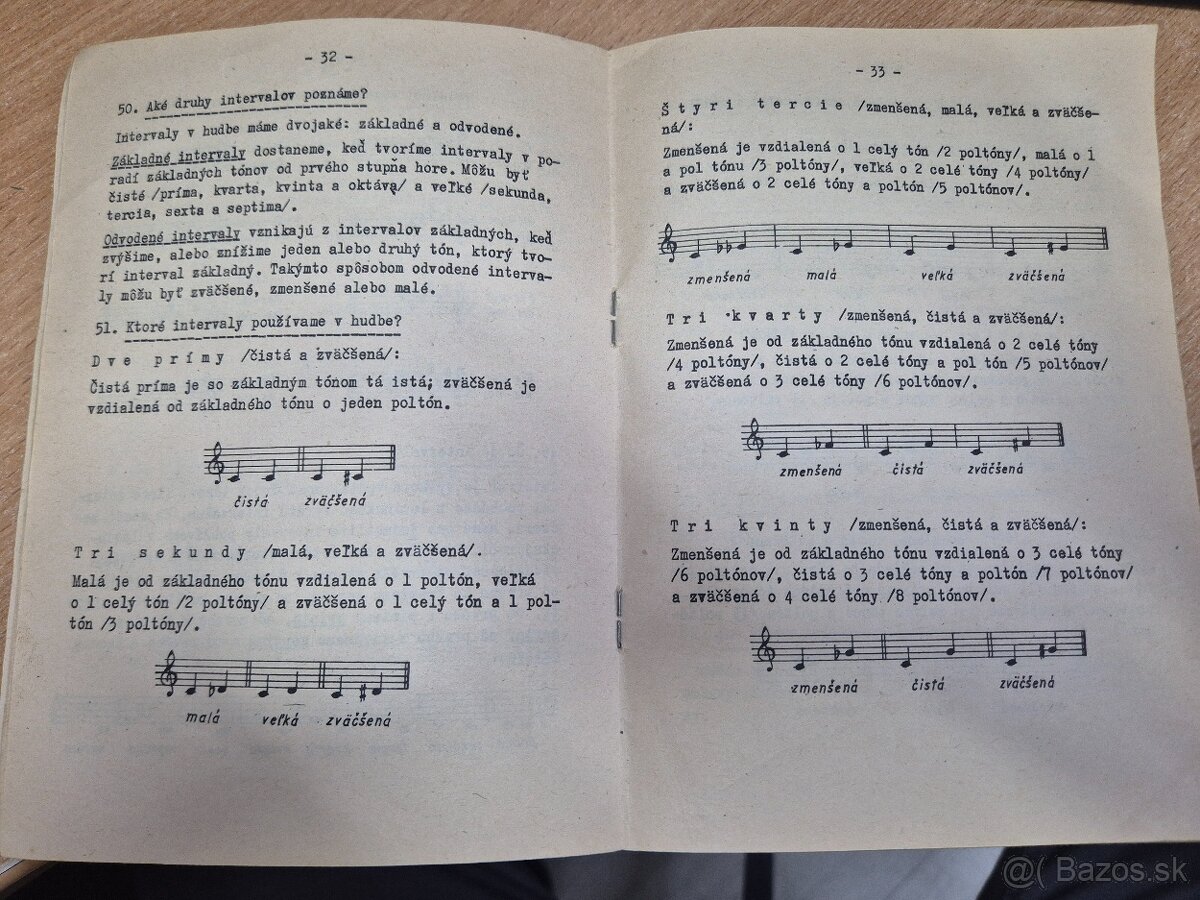 - 32 -
50. Aké druhy intervalov poznáme?
Intervaly v hudbe máme dvojaké: základné a odvodené.
Základné intervaly dostaneme, keď tvoríme intervaly v po-
radí základných tónov od prvého stupňa hore. Môžu byť
čisté /príma, kvarta, kvinta a oktáva/ a veľké /sekunda,
tercia, sexta a septima/.
Odvodené intervaly vznikajú z intervalov základných, keď
zvýšime, alebo znížime jeden alebo druhý tón, ktorý tvo-
rí interval základný. Takýmto spôsobom odvodené interva-
ly môžu byť zväčšené, zmenšené alebo malé.
51. Ktoré intervaly používame v hudbe?
Dve prímy /čistá a zväčšená/:
Čistá príma je so základným tónom tá istá; zväčšená je
vzdialená od základného tónu o jeden poltón.
čistá zväčšená
Tri sekundy /malá, veľká a zväčšená/.
Malá je od základného tónu vzdialená o 1 poltón, veľká
o 1 celý tón /2 poltóny/ a zväčšená o 1 celý tón a 1 pol-
tón /3 poltóny/.
malá veľká zväčšená
- 33 -
Štyri tercie /zmenšená, malá, veľká a zväčše-
ná/:
Zmenšená je vzdialená o 1 celý tón /2 poltóny/, malá o 1
a pol tónu /3 poltóny/, veľká o 2 celé tóny /4 poltóny/
a zväčšená o 2 celé tóny a poltón /5 poltónov/.
zmenšená malá veľká zväčšená
Tri kvarty /zmenšená, čistá a zväčšená/:
Zmenšená je od základného tónu vzdialená o 2 celé tóny
/4 poltóny/, čistá o 2 celé tóny a pol tón /5 poltónov/
a zväčšená o 3 celé tóny /6 poltónov/.
zmenšená čistá zväčšená
Tri kvinty /zmenšená, čistá a zväčšená/:
Zmenšená je od základného tónu vzdialená o 3 celé tóny
/6 poltónov/, čistá o 3 celé tóny a poltón /7 poltónov/
a zväčšená o 4 celé tóny /8 poltónov/.
zmenšená čistá zväčšená
@( Bazos.sk